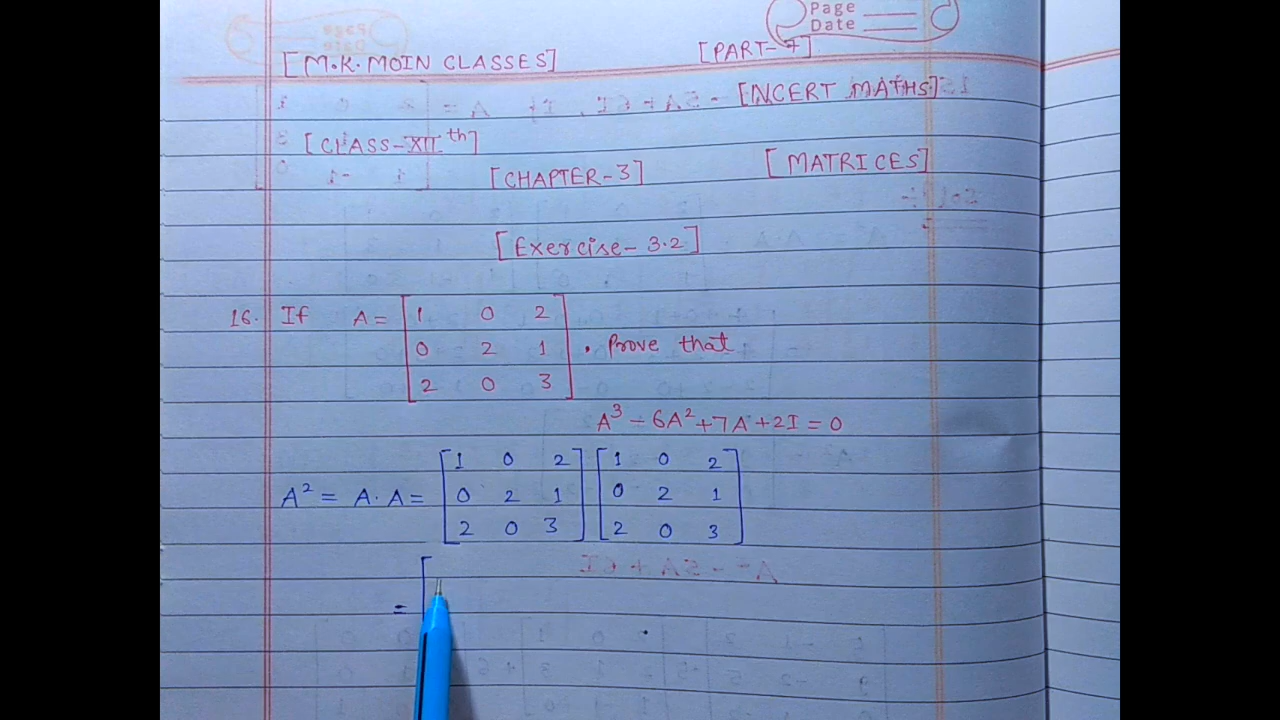 Page
Date
[M.K. MOIN CLASSES] [PART-7]
[NCERT MATHS]
[CLASS-XIIth]
[CHAPTER-3] [MATRICES]
[Exercise-3.2]
16. If A = [1 0 2
0 2 1
2 0 3] . Prove that
A³ - 6A² + 7A + 2I = 0
A² = A·A = [1 0 2 [1 0 2
0 2 1 0 2 1
2 0 3] 2 0 3]
= [